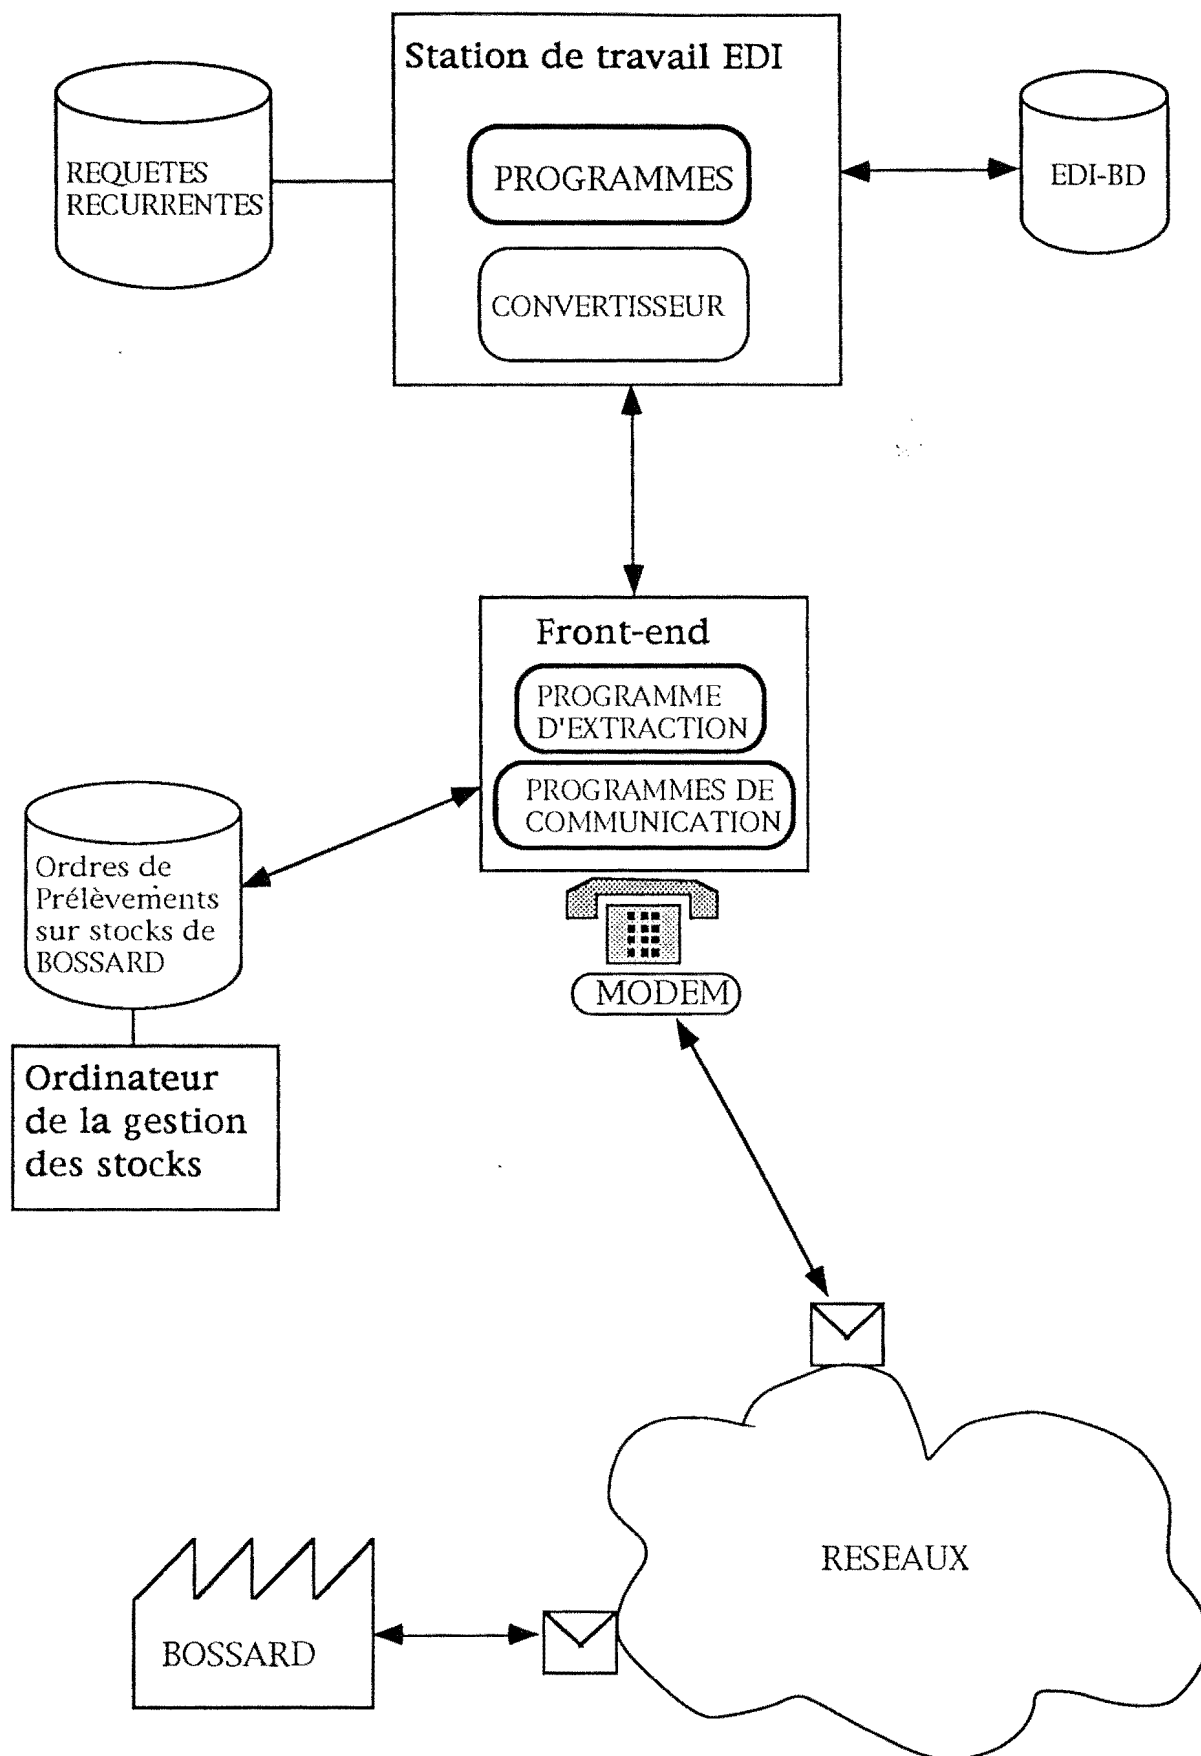 Station de travail EDI
REQUETES
RECURRENTES
PROGRAMMES
EDI-BD
CONVERTISSEUR
Front-end
PROGRAMME
D'EXTRACTION
PROGRAMMES DE
COMMUNICATION
Ordres de
Prélèvements
sur stocks de
BOSSARD
MODEM
Ordinateur
de la gestion
des stocks
RESEAUX
BOSSARD